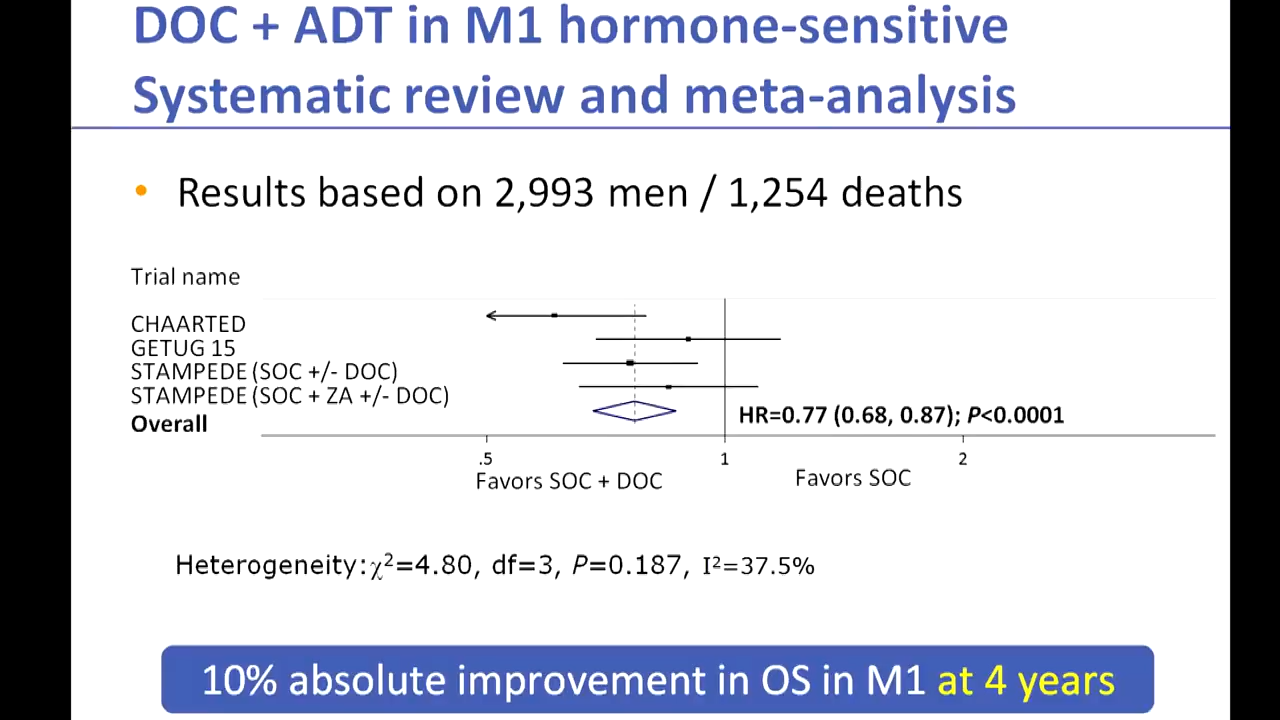 DOC + ADT in M1 hormone-sensitive
Systematic review and meta-analysis
• Results based on 2,993 men / 1,254 deaths
Trial name
CHAARTED
GETUG 15
STAMPEDE (SOC +/- DOC)
STAMPEDE (SOC + ZA +/- DOC)
Overall
HR=0.77 (0.68, 0.87); P<0.0001
.5 1 2
Favors SOC + DOC Favors SOC
Heterogeneity:χ²=4.80, df=3, P=0.187, I²=37.5%
10% absolute improvement in OS in M1 at 4 years